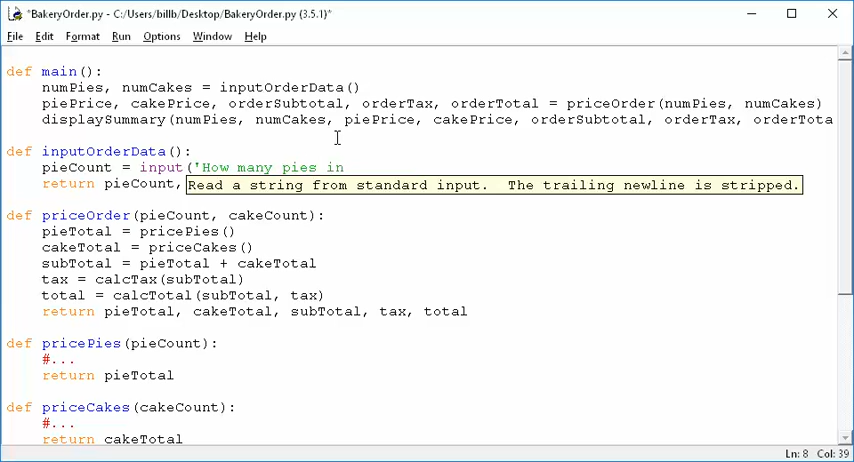 *BakeryOrder.py - C:/Users/billb/Desktop/BakeryOrder.py (3.5.1)*
File Edit Format Run Options Window Help
def main():
    numPies, numCakes = inputOrderData()
    piePrice, cakePrice, orderSubtotal, orderTax, orderTotal = priceOrder(numPies, numCakes)
    displaySummary(numPies, numCakes, piePrice, cakePrice, orderSubtotal, orderTax, orderTota
def inputOrderData():
    pieCount = input('How many pies in
    return pieCount,
Read a string from standard input.  The trailing newline is stripped.
def priceOrder(pieCount, cakeCount):
    pieTotal = pricePies()
    cakeTotal = priceCakes()
    subTotal = pieTotal + cakeTotal
    tax = calcTax(subTotal)
    total = calcTotal(subTotal, tax)
    return pieTotal, cakeTotal, subTotal, tax, total
def pricePies(pieCount):
    #...
    return pieTotal
def priceCakes(cakeCount):
    #...
    return cakeTotal
Ln: 8 Col: 39